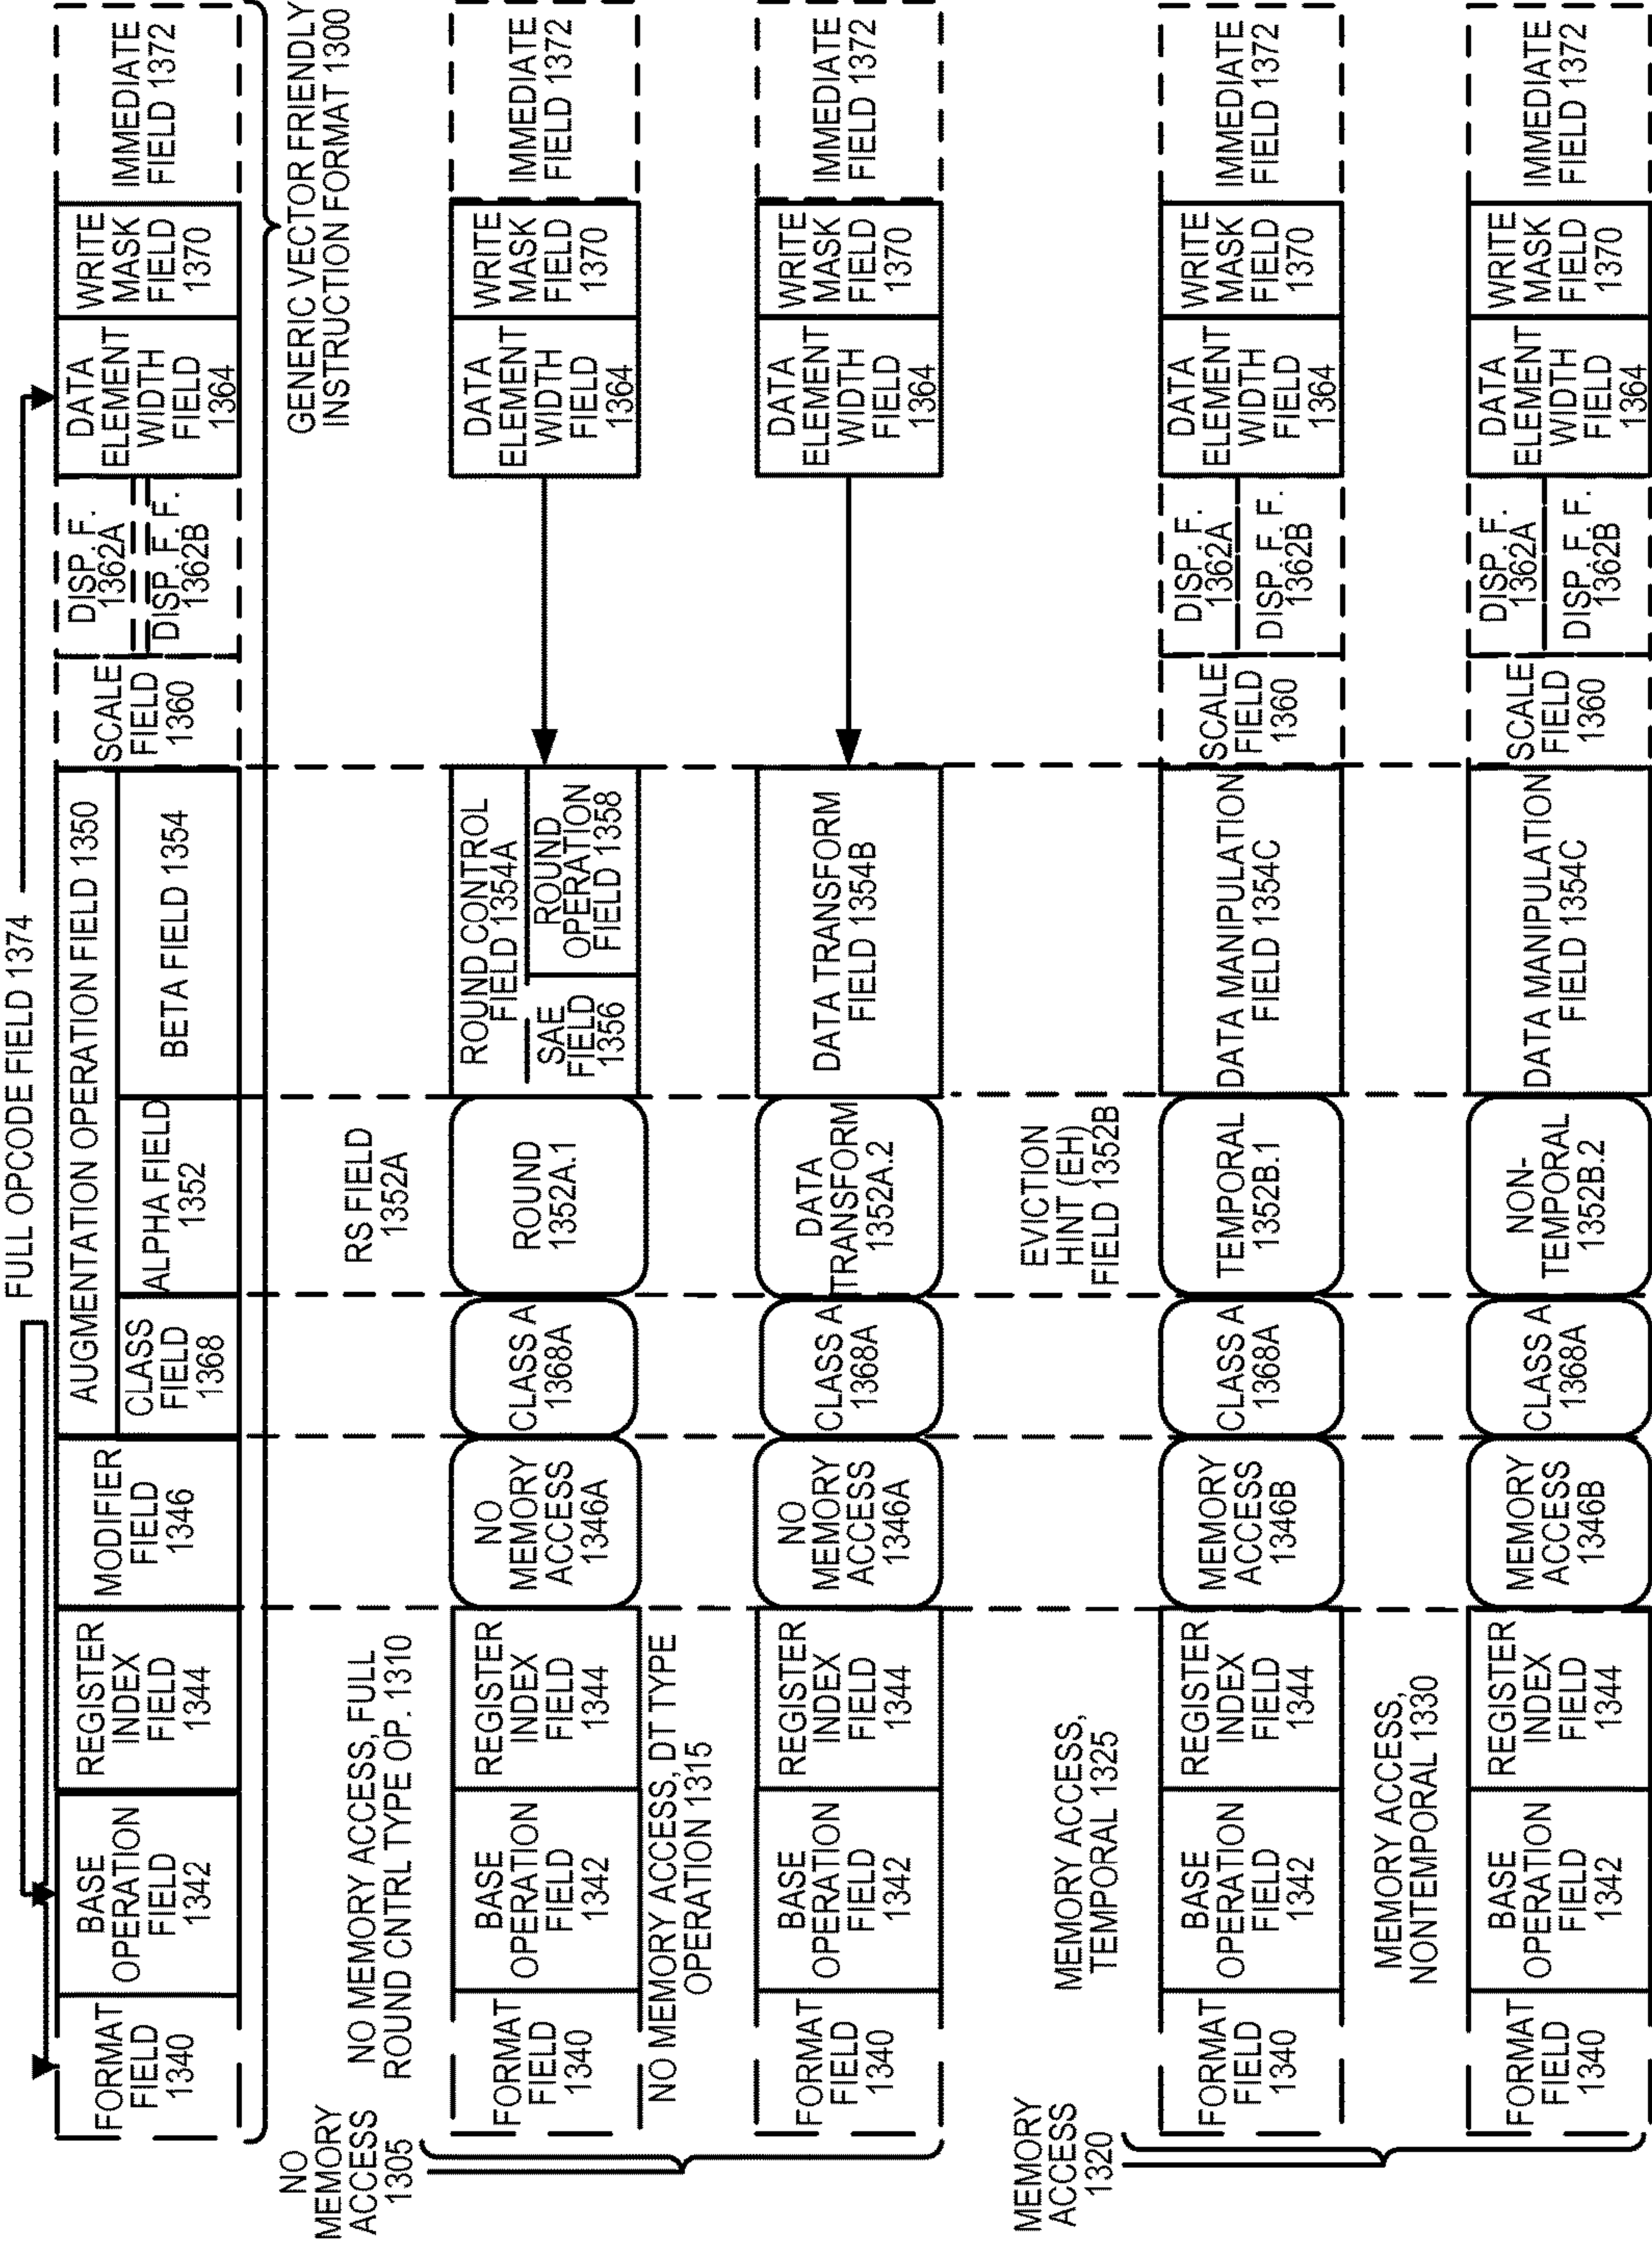 FULL OPCODE FIELD 1374
FORMAT
FIELD
1340
BASE
OPERATION
FIELD
1342
REGISTER
INDEX
FIELD
1344
MODIFIER
FIELD
1346
AUGMENTATION OPERATION FIELD 1350
CLASS
FIELD
1368
ALPHA FIELD
1352
BETA FIELD 1354
SCALE
FIELD
1360
DISP. F.
1362A
DISP. F. F.
1362B
DATA
ELEMENT
WIDTH
FIELD
1364
WRITE
MASK
FIELD
1370
IMMEDIATE
FIELD 1372
GENERIC VECTOR FRIENDLY
INSTRUCTION FORMAT 1300
NO
MEMORY
ACCESS
1305
NO MEMORY ACCESS, FULL
ROUND CNTRL TYPE OP. 1310
RS FIELD
1352A
FORMAT
FIELD
1340
BASE
OPERATION
FIELD
1342
REGISTER
INDEX
FIELD
1344
NO
MEMORY
ACCESS
1346A
CLASS A
1368A
ROUND
1352A.1
ROUND CONTROL
FIELD 1354A
SAE
FIELD
1356
ROUND
OPERATION
FIELD 1358
DATA
ELEMENT
WIDTH
FIELD
1364
WRITE
MASK
FIELD
1370
IMMEDIATE
FIELD 1372
NO MEMORY ACCESS, DT TYPE
OPERATION 1315
FORMAT
FIELD
1340
BASE
OPERATION
FIELD
1342
REGISTER
INDEX
FIELD
1344
NO
MEMORY
ACCESS
1346A
CLASS A
1368A
DATA
TRANSFORM
1352A.2
DATA TRANSFORM
FIELD 1354B
DATA
ELEMENT
WIDTH
FIELD
1364
WRITE
MASK
FIELD
1370
IMMEDIATE
FIELD 1372
MEMORY
ACCESS
1320
MEMORY ACCESS,
TEMPORAL 1325
EVICTION
HINT (EH)
FIELD 1352B
FORMAT
FIELD
1340
BASE
OPERATION
FIELD
1342
REGISTER
INDEX
FIELD
1344
MEMORY
ACCESS
1346B
CLASS A
1368A
TEMPORAL
1352B.1
DATA MANIPULATION
FIELD 1354C
SCALE
FIELD
1360
DISP. F.
1362A
DISP. F. F.
1362B
DATA
ELEMENT
WIDTH
FIELD
1364
WRITE
MASK
FIELD
1370
IMMEDIATE
FIELD 1372
MEMORY ACCESS,
NONTEMPORAL 1330
FORMAT
FIELD
1340
BASE
OPERATION
FIELD
1342
REGISTER
INDEX
FIELD
1344
MEMORY
ACCESS
1346B
CLASS A
1368A
NON-
TEMPORAL
1352B.2
DATA MANIPULATION
FIELD 1354C
SCALE
FIELD
1360
DISP. F.
1362A
DISP. F. F.
1362B
DATA
ELEMENT
WIDTH
FIELD
1364
WRITE
MASK
FIELD
1370
IMMEDIATE
FIELD 1372